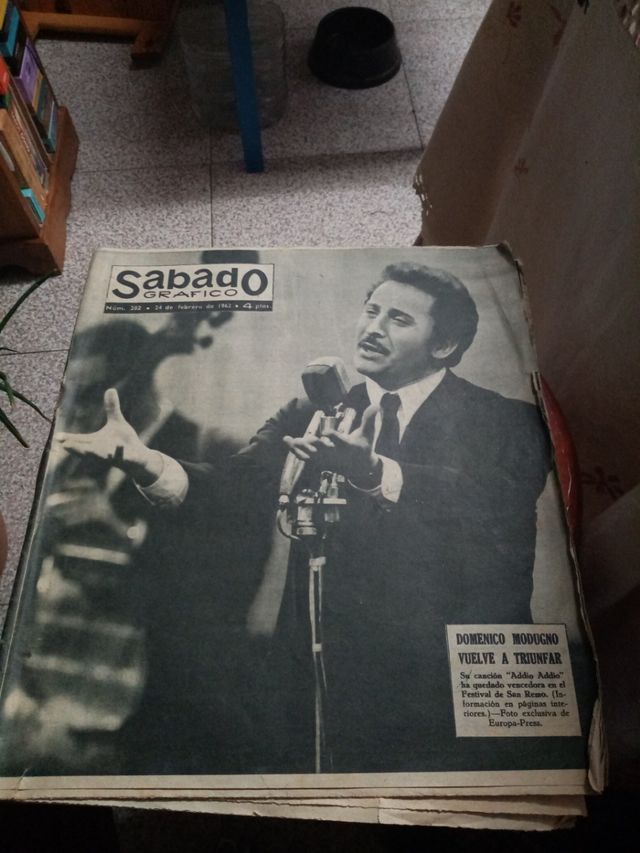 Sabado
GRAFICO
Núm. 282 • 24 de febrero de 1962 • 4 ptas.
DOMENICO MODUGNO
VUELVE A TRIUNFAR
Su canción "Addio Addio"
ha quedado vencedora en el
Festival de San Remo. (In-
formación en páginas inte-
riores.)—Foto exclusiva de
Europa-Press.